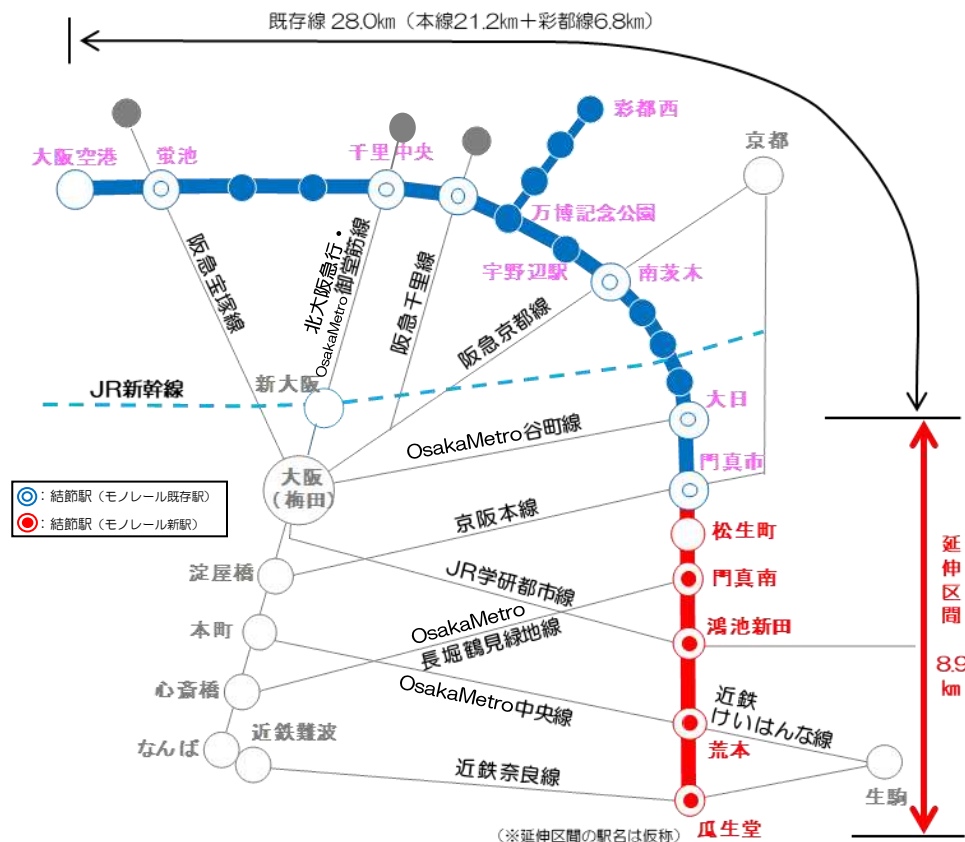 既存線 28.0km（本線21.2km＋彩都線6.8km）
彩都西
大阪空港
蛍池
千里中央
京都
万博記念公園
宇野辺駅
南茨木
阪急宝塚線
北大阪急行・
OsakaMetro御堂筋線
阪急千里線
阪急京都線
新大阪
JR新幹線
大日
OsakaMetro谷町線
門真市
大阪
（梅田）
◎：結節駅（モノレール既存駅）
◉：結節駅（モノレール新駅）
京阪本線
松生町
延伸区間
8.9
km
淀屋橋
JR学研都市線
門真南
本町
OsakaMetro
長堀鶴見緑地線
鴻池新田
心斎橋
OsakaMetro中央線
近鉄
けいはんな線
荒本
なんば
近鉄難波
近鉄奈良線
生駒
瓜生堂
（※延伸区間の駅名は仮称）